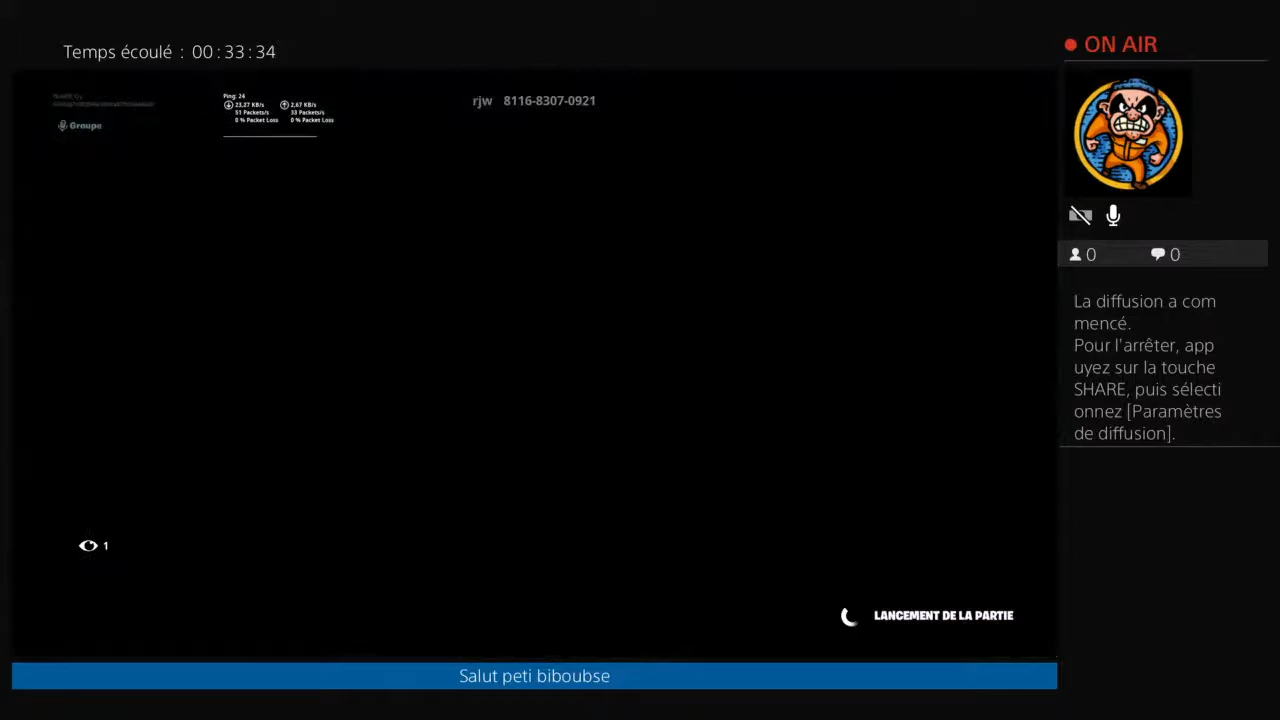 Temps écoulé : 00:33:34
ON AIR
Ping: 24
23,27 KB/s
51 Packets/s
0 % Packet Loss
2,67 KB/s
33 Packets/s
0 % Packet Loss
rjw 8116-8307-0921
Groupe
0
0
La diffusion a com
mencé.
Pour l'arrêter, app
uyez sur la touche
SHARE, puis sélecti
onnez [Paramètres
de diffusion].
1
LANCEMENT DE LA PARTIE
Salut peti biboubse